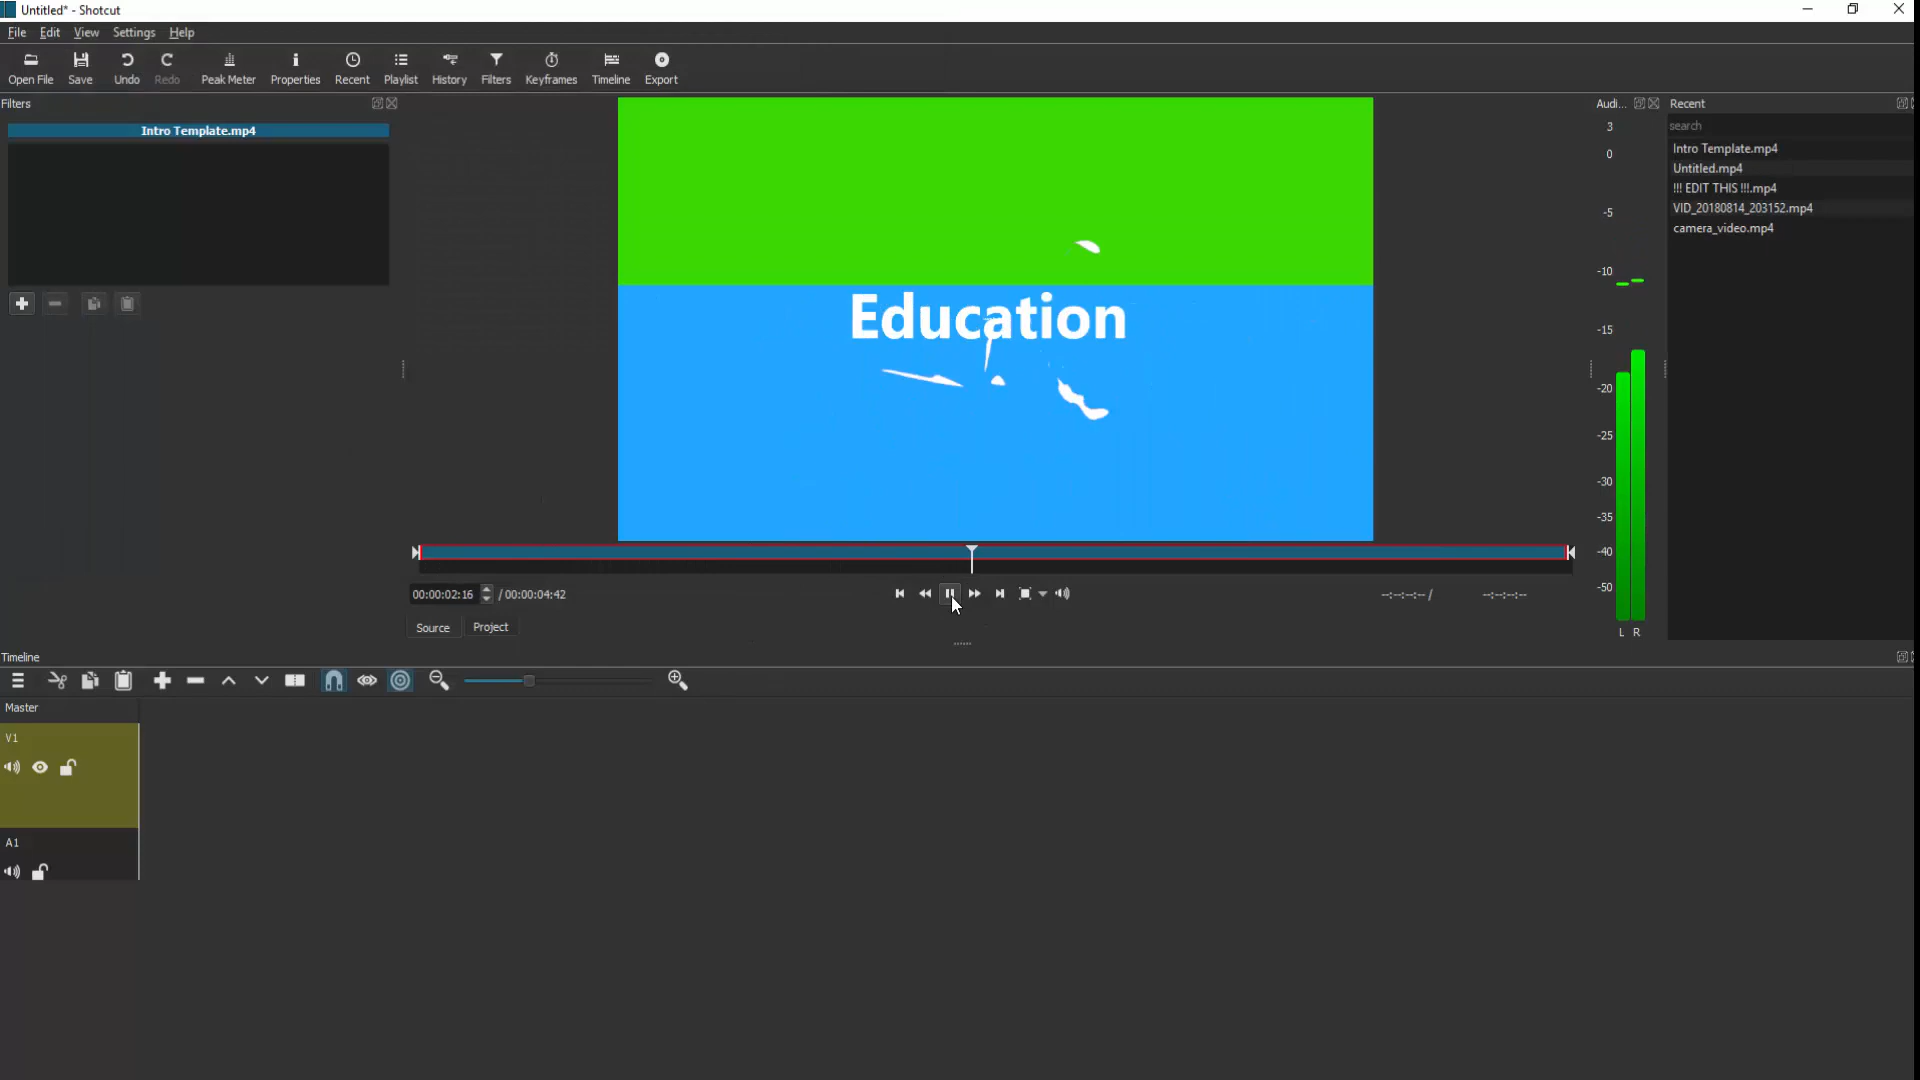 Untitled* - Shotcut
File Edit View Settings Help
Open File Save Undo Redo Peak Meter Properties Recent Playlist History Filters Keyframes Timeline Export
Filters
Audi...
Recent
Intro Template.mp4
search
Intro Template.mp4
Untitled.mp4
!!! EDIT THIS !!!.mp4
VID_20180814_203152.mp4
camera_video.mp4
3
0
-5
-10
-15
-20
-25
-30
-35
-40
-50
L R
Education
00:00:02:16 / 00:00:04:42
--:--:--:-- / --:--:--:--
Source Project
Timeline
Master
V1
A1